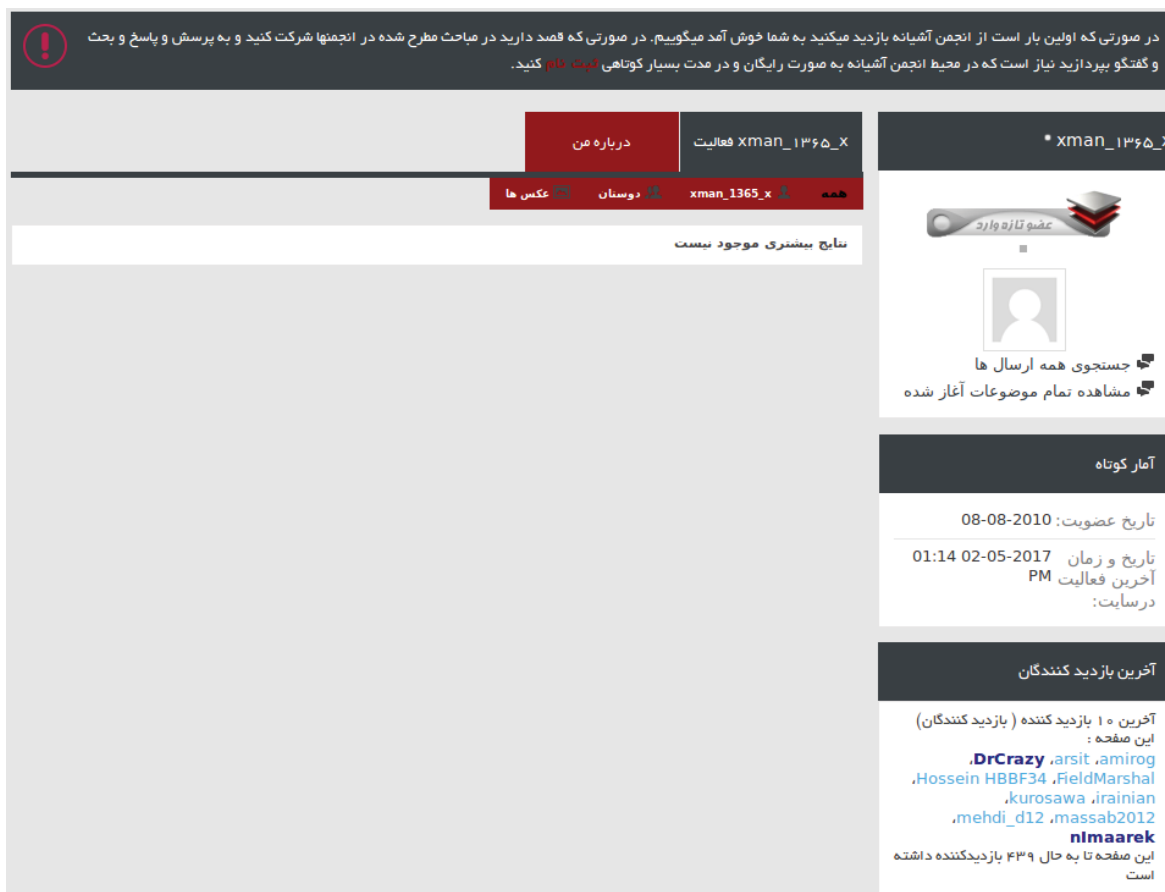 در صورتی که اولین بار است از انجمن آشیانه بازدید میکنید به شما خوش آمد میگوییم. در صورتی که قصد دارید در مباحث مطرح شده در انجمنها شرکت کنید و به پرسش و پاسخ و بحث
و گفتگو بپردازید نیاز است که در محیط انجمن آشیانه به صورت رایگان و در مدت بسیار کوتاهی ثبت نام کنید.
xman_۱۳۶۵_x *
عضو تازه وارد
جستجوی همه ارسال ها
مشاهده تمام موضوعات آغاز شده
آمار کوتاه
تاریخ عضویت: 08-08-2010
تاریخ و زمان آخرین فعالیت درسایت: 02-05-2017 01:14 PM
آخرین بازدید کنندگان
آخرین ۱۰ بازدید کننده ( بازدید کنندگان)
این صفحه :
amirog، arsit، DrCrazy،
FieldMarshal، Hossein HBBF34،
irainian، kurosawa،
massab2012، mehdi_d12،
nImaarek
این صفحه تا به حال ۴۳۹ بازدیدکننده داشته
است
xman_۱۳۶۵_x فعالیت
درباره من
همه
xman_1365_x
دوستان
عکس ها
نتایج بیشتری موجود نیست